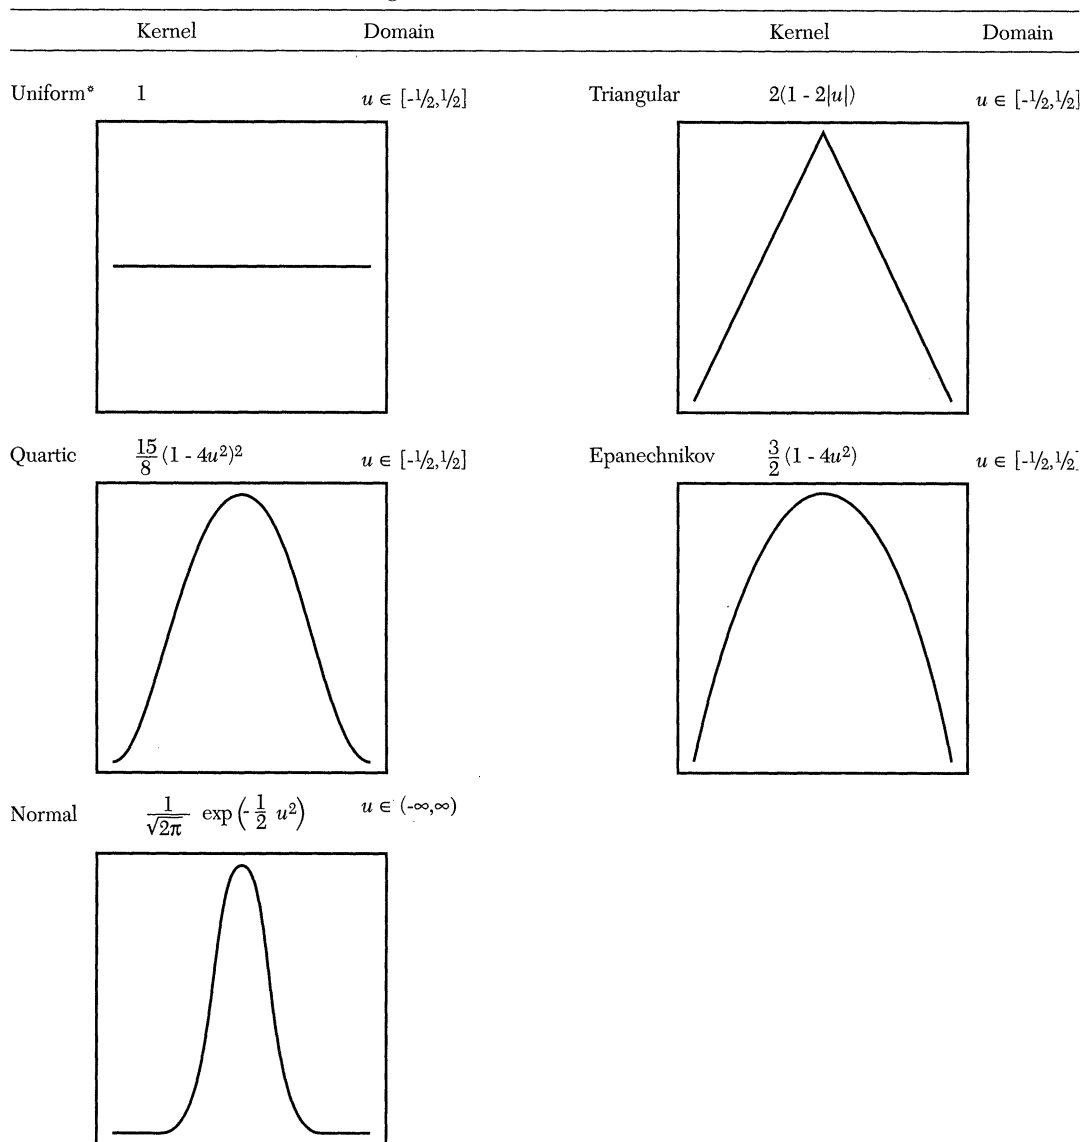 Kernel Domain Kernel Domain
Uniform* 1 u ∈ [-½,½] Triangular 2(1 - 2|u|) u ∈ [-½,½]
Quartic 15/8 (1 - 4u²)² u ∈ [-½,½] Epanechnikov 3/2 (1 - 4u²) u ∈ [-½,½]
Normal 1/√2π exp(-1/2 u²) u ∈ (-∞,∞)